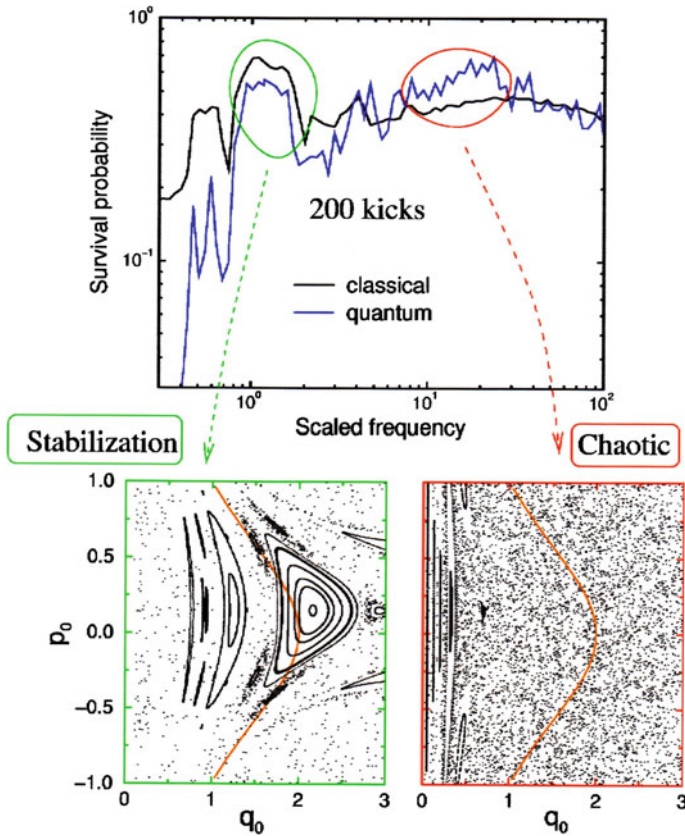 Survival probability
10⁰
10⁻¹
200 kicks
classical
quantum
10⁰
10¹
10²
Scaled frequency
Stabilization
Chaotic
p₀
1.0
0.5
0.0
−0.5
−1.0
0 1 2 3
q₀
0 1 2 3
q₀